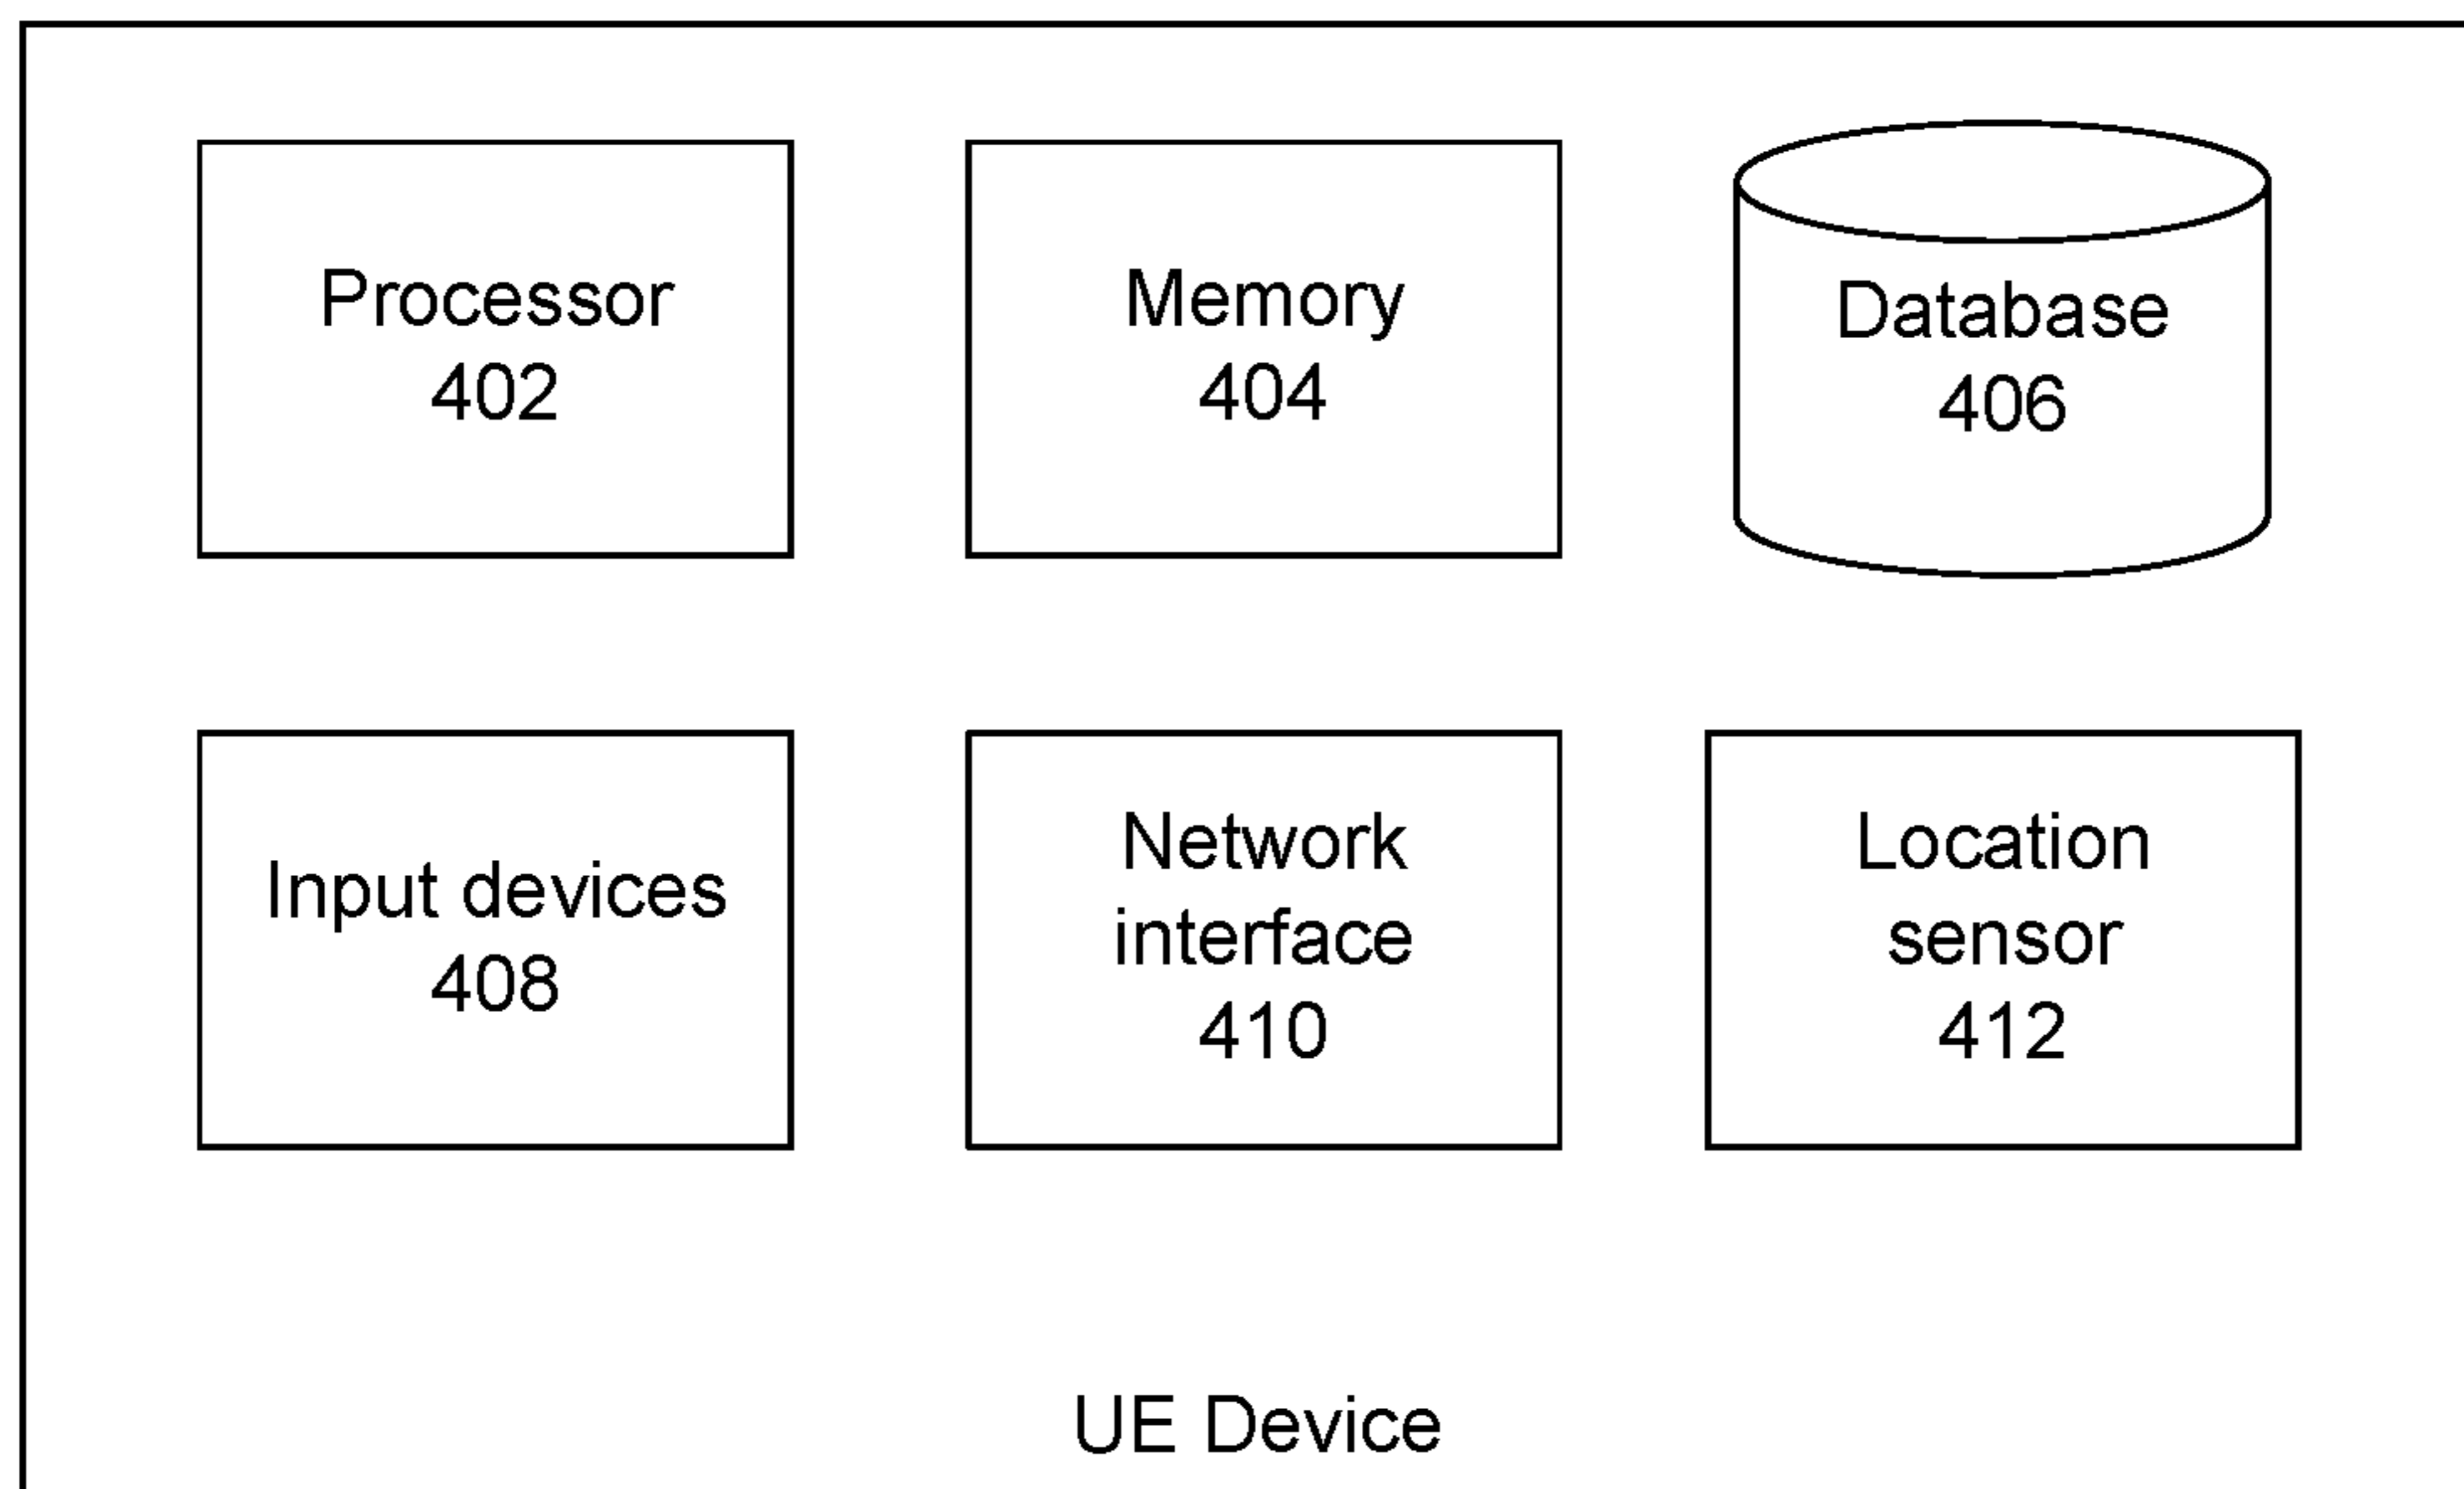 Processor
402
Memory
404
Database
406
Input devices
408
Network
interface
410
Location
sensor
412
UE Device